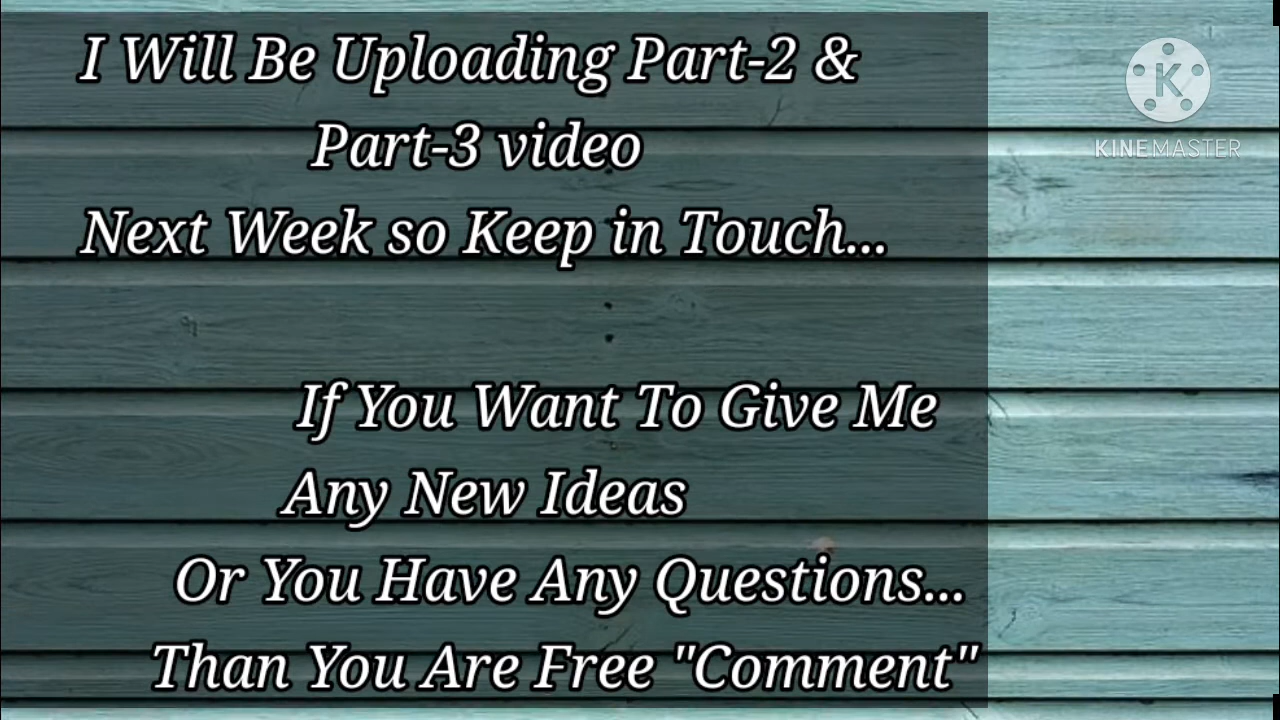 I Will Be Uploading Part-2 &
Part-3 video
Next Week so Keep in Touch...
If You Want To Give Me
Any New Ideas
Or You Have Any Questions...
Than You Are Free "Comment"
K
KINEMASTER